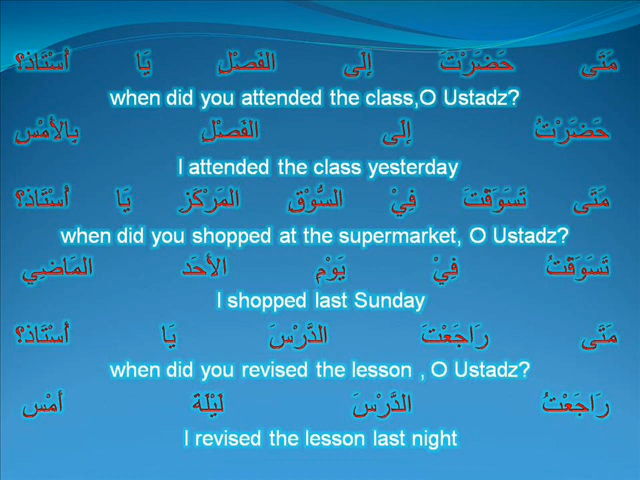 مَتَى حَضَرْتَ إِلَى الفَصْلِ يَا أُسْتَاذ؟
when did you attended the class,O Ustadz?
حَضَرْتُ إِلَى الفَصْلِ بِالأَمْسِ
I attended the class yesterday
مَتَى تَسَوَقْتَ فِيْ السُّوْقِ المَرْكَزِ يَا أُسْتَاذ؟
when did you shopped at the supermarket, O Ustadz?
تَسَوَقْتُ فِيْ يَوْمِ الأَحَد المَاضِي
I shopped last Sunday
مَتَى رَاجَعْتَ الدَّرْسَ يَا أُسْتَاذ؟
when did you revised the lesson , O Ustadz?
رَاجَعْتُ الدَّرْسَ لَيْلَةَ أمْس
I revised the lesson last night